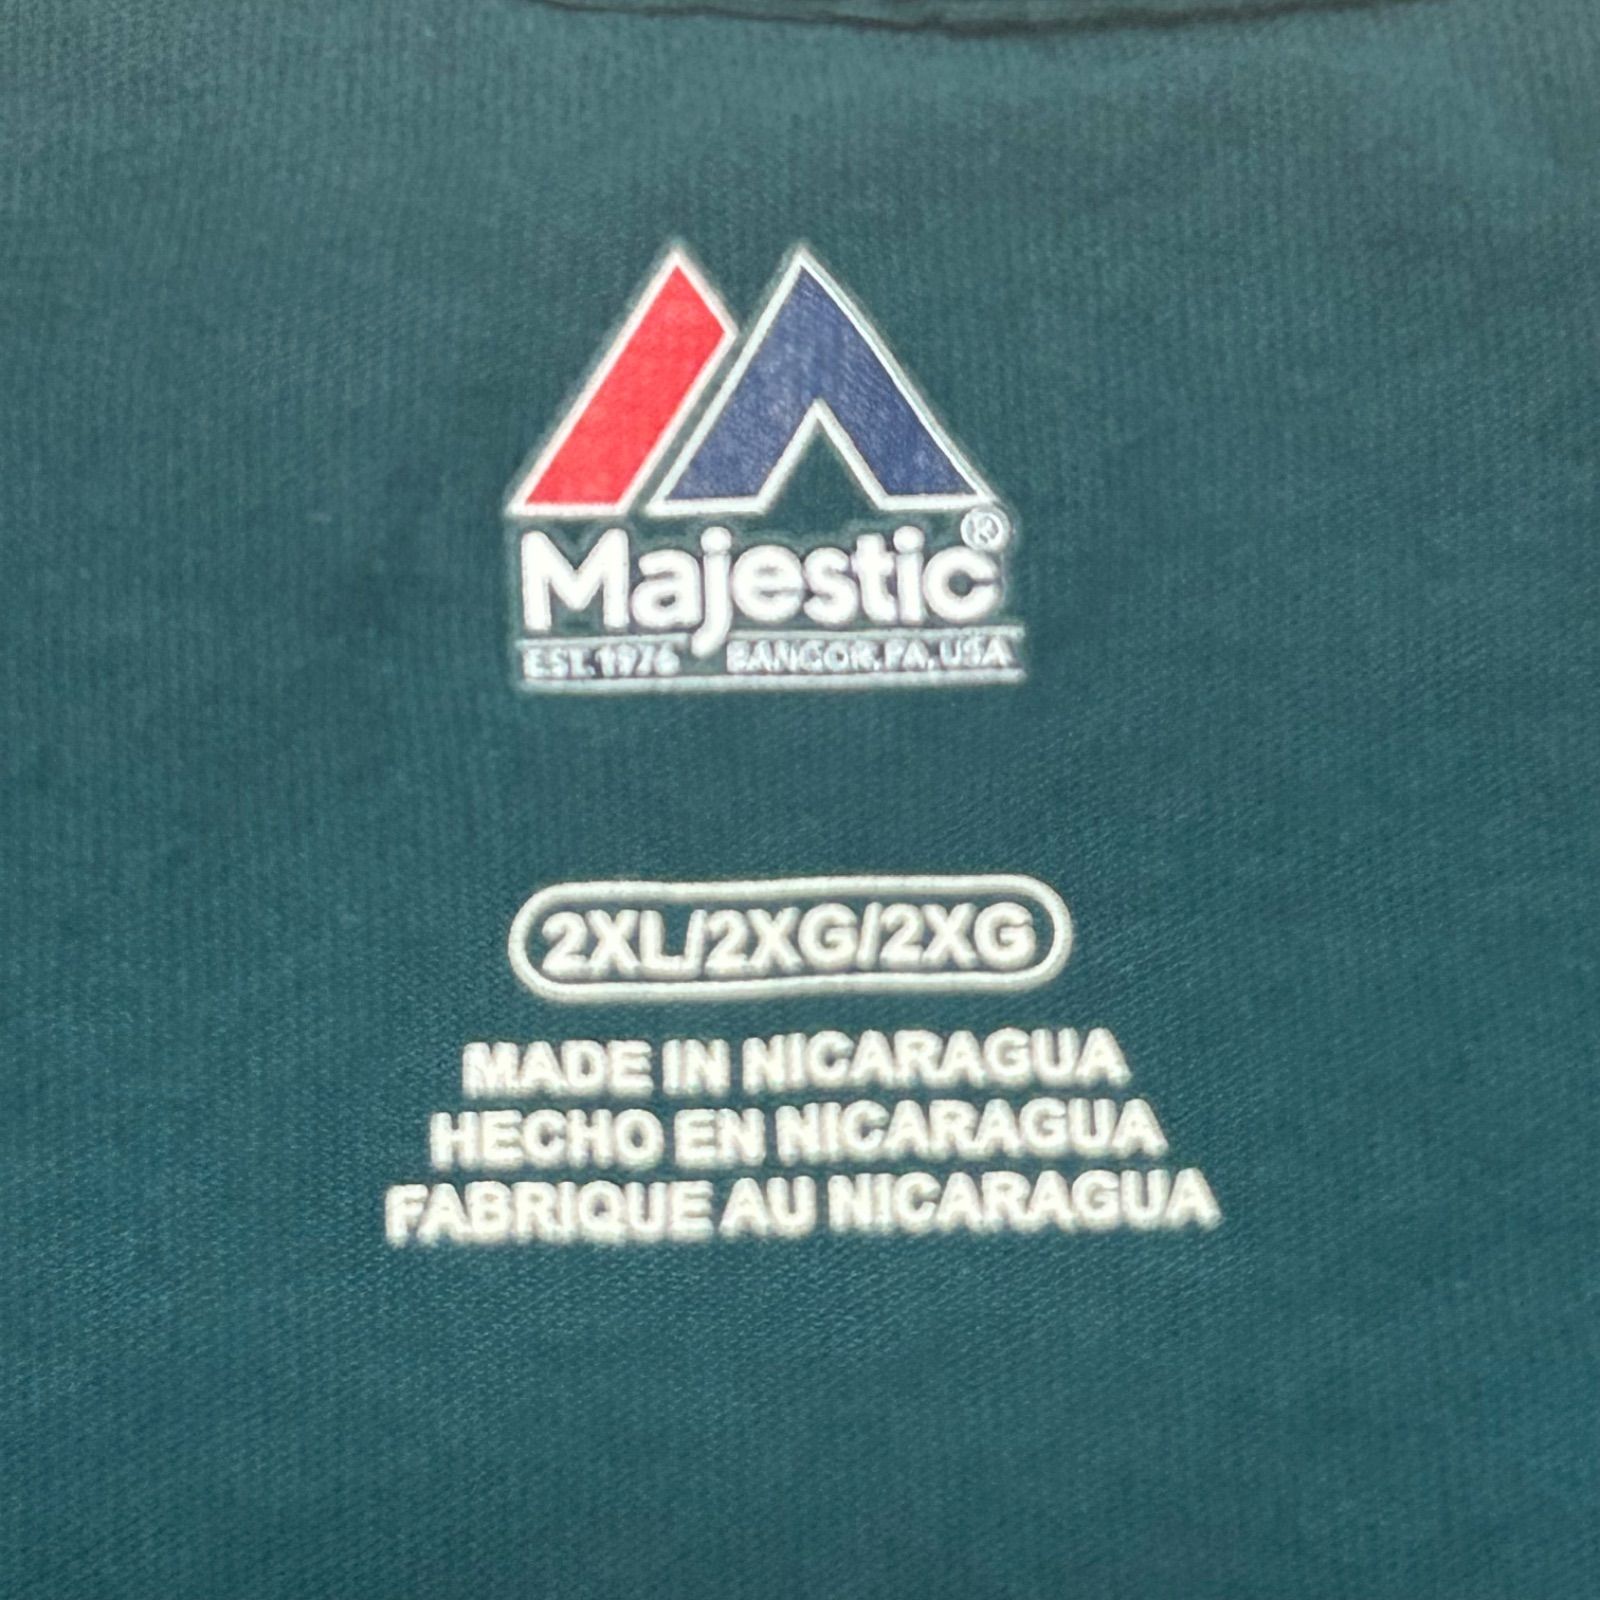 Majestic®
EST. 1976 BANGOR, PA, USA
2XL/2XG/2XG
MADE IN NICARAGUA
HECHO EN NICARAGUA
FABRIQUE AU NICARAGUA